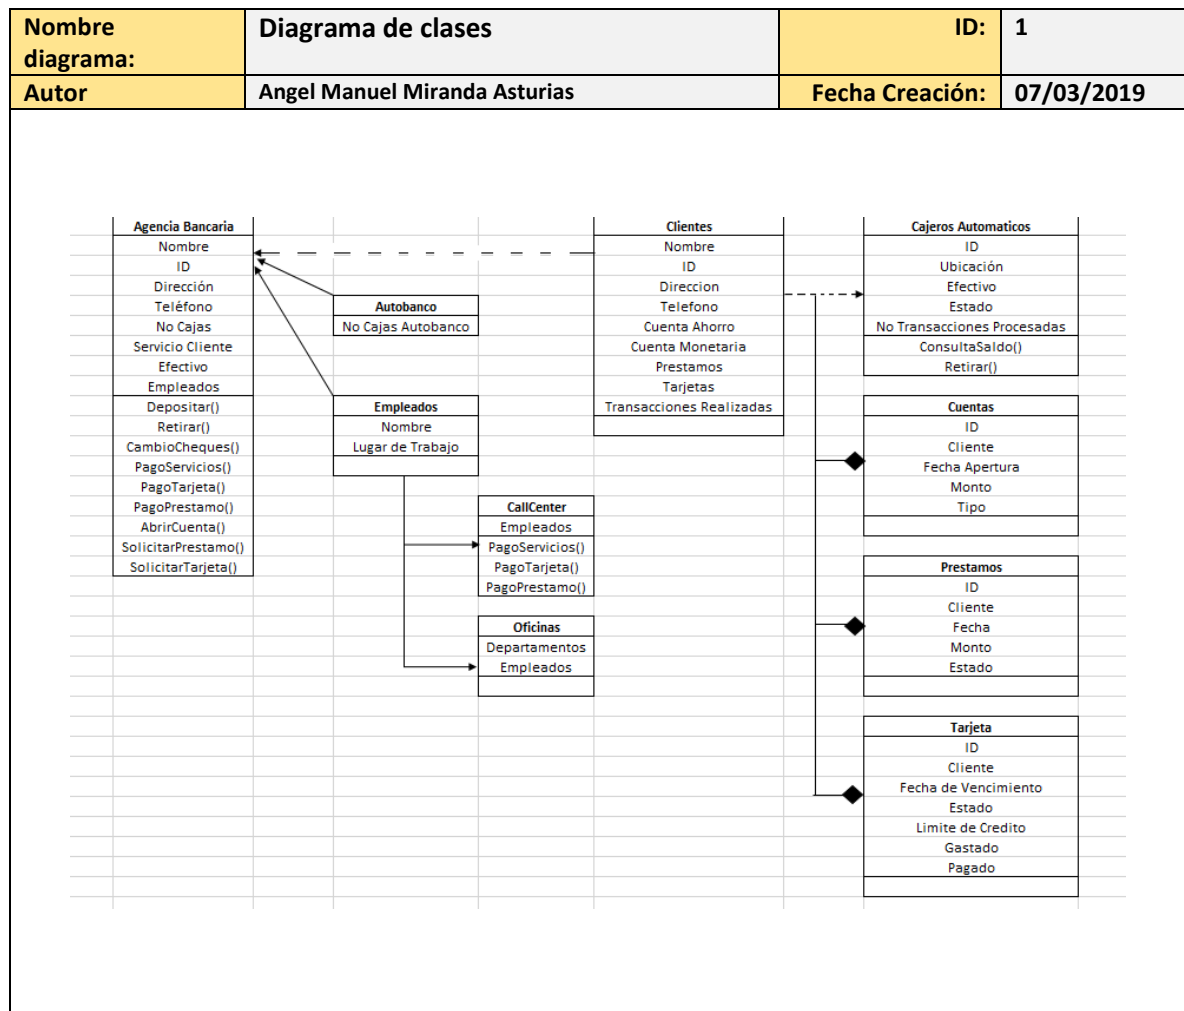 Nombre
diagrama:
Diagrama de clases
ID:
1
Autor
Angel Manuel Miranda Asturias
Fecha Creación:
07/03/2019
Agencia Bancaria
Nombre
ID
Dirección
Teléfono
No Cajas
Servicio Cliente
Efectivo
Empleados
Depositar()
Retirar()
CambioCheques()
PagoServicios()
PagoTarjeta()
PagoPrestamo()
AbrirCuenta()
SolicitarPrestamo()
SolicitarTarjeta()
Autobanco
No Cajas Autobanco
Empleados
Nombre
Lugar de Trabajo
CallCenter
Empleados
PagoServicios()
PagoTarjeta()
PagoPrestamo()
Oficinas
Departamentos
Empleados
Clientes
Nombre
ID
Direccion
Telefono
Cuenta Ahorro
Cuenta Monetaria
Prestamos
Tarjetas
Transacciones Realizadas
Cajeros Automaticos
ID
Ubicación
Efectivo
Estado
No Transacciones Procesadas
ConsultaSaldo()
Retirar()
Cuentas
ID
Cliente
Fecha Apertura
Monto
Tipo
Prestamos
ID
Cliente
Fecha
Monto
Estado
Tarjeta
ID
Cliente
Fecha de Vencimiento
Estado
Limite de Credito
Gastado
Pagado